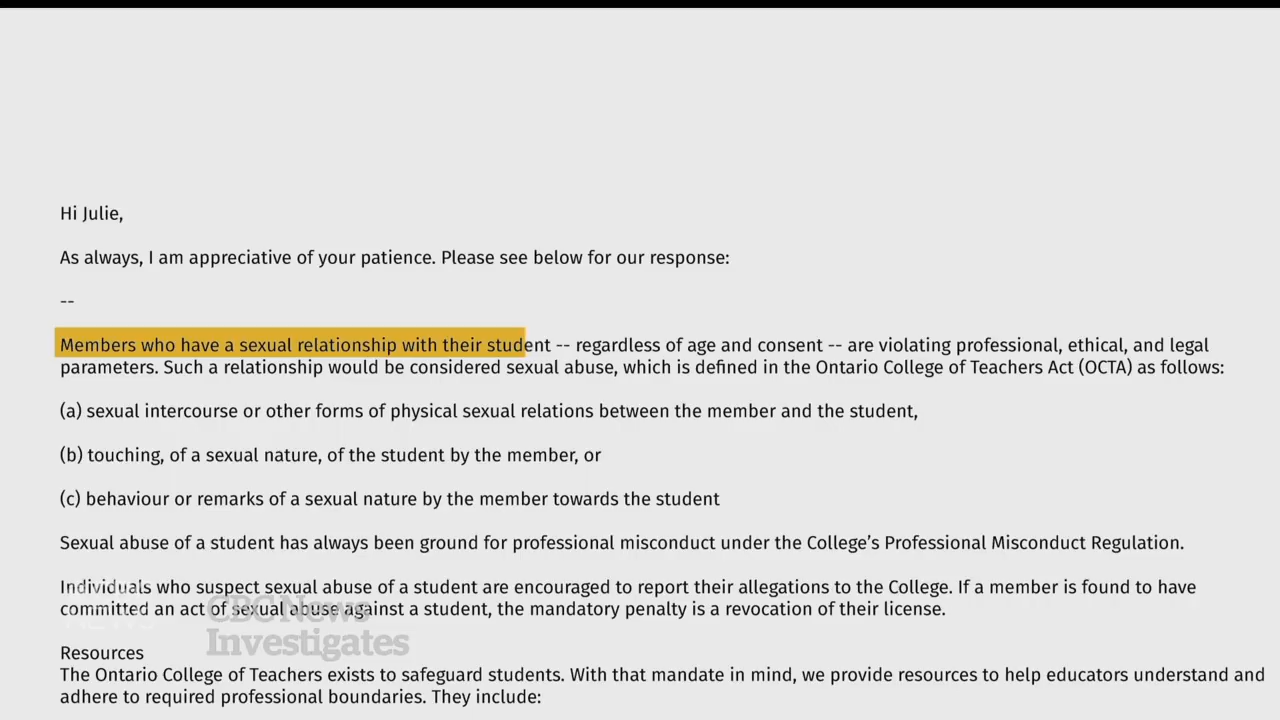 Hi Julie,
As always, I am appreciative of your patience. Please see below for our response:
--
Members who have a sexual relationship with their student -- regardless of age and consent -- are violating professional, ethical, and legal
parameters. Such a relationship would be considered sexual abuse, which is defined in the Ontario College of Teachers Act (OCTA) as follows:
(a) sexual intercourse or other forms of physical sexual relations between the member and the student,
(b) touching, of a sexual nature, of the student by the member, or
(c) behaviour or remarks of a sexual nature by the member towards the student
Sexual abuse of a student has always been ground for professional misconduct under the College’s Professional Misconduct Regulation.
Individuals who suspect sexual abuse of a student are encouraged to report their allegations to the College. If a member is found to have
committed an act of sexual abuse against a student, the mandatory penalty is a revocation of their license.
NEWS
CBC News
Investigates
Resources
The Ontario College of Teachers exists to safeguard students. With that mandate in mind, we provide resources to help educators understand and
adhere to required professional boundaries. They include: